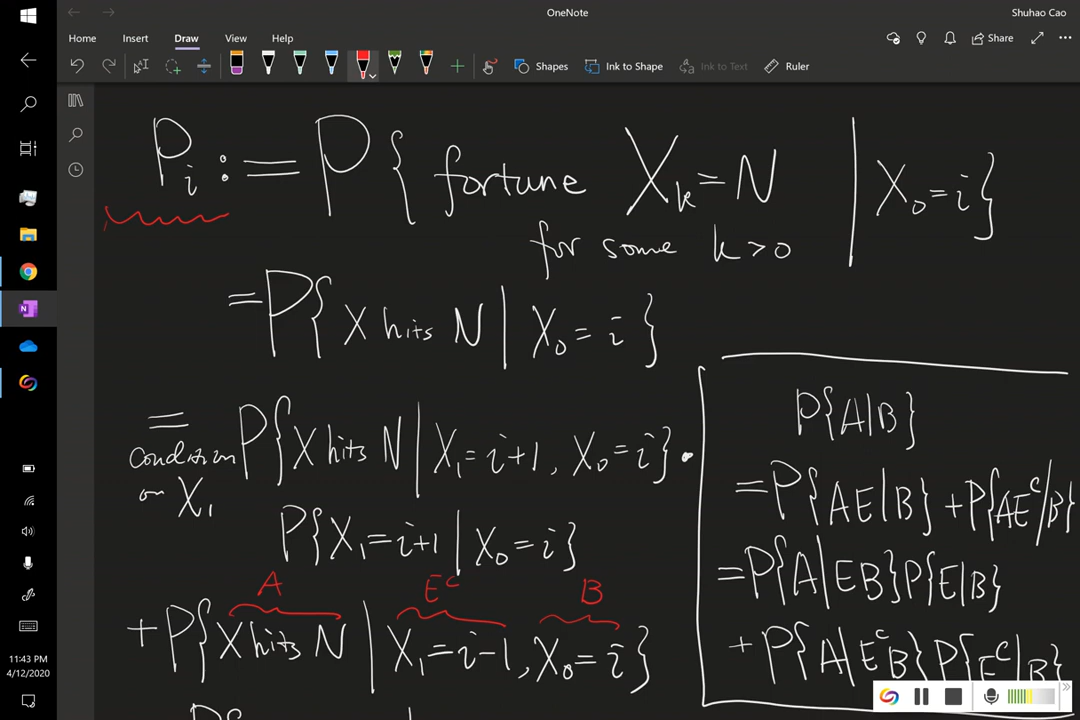 OneNote
Shuhao Cao
Home Insert Draw View Help
Share
Shapes Ink to Shape Ink to Text Ruler
P_i := P{ fortune X_k = N | X_0 = i }
for some k > 0
= P{ X hits N | X_0 = i }
= P{ X hits N | X_1 = i+1, X_0 = i } ·
condition
on X_1
P{ X_1 = i+1 | X_0 = i }
A E^c B
+ P{ X hits N | X_1 = i-1, X_0 = i }
P{A|B}
= P{AE|B} + P{AE^c|B}
= P{A|EB}P{E|B}
+ P{A|E^cB}P{E^c|B}
11:43 PM
4/12/2020